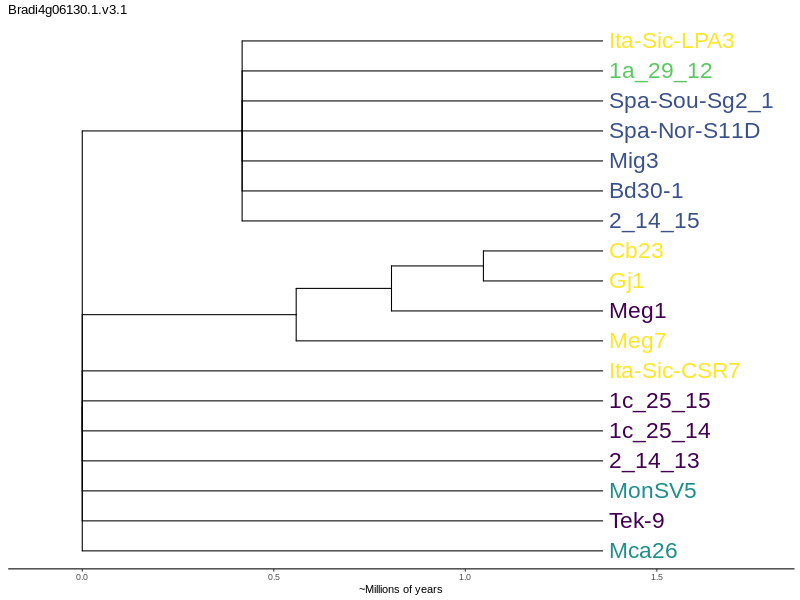 Bradi4g06130.1.v3.1
Ita-Sic-LPA3
1a_29_12
Spa-Sou-Sg2_1
Spa-Nor-S11D
Mig3
Bd30-1
2_14_15
Cb23
Gj1
Meg1
Meg7
Ita-Sic-CSR7
1c_25_15
1c_25_14
2_14_13
MonSV5
Tek-9
Mca26
0.0 0.5 1.0 1.5
~Millions of years